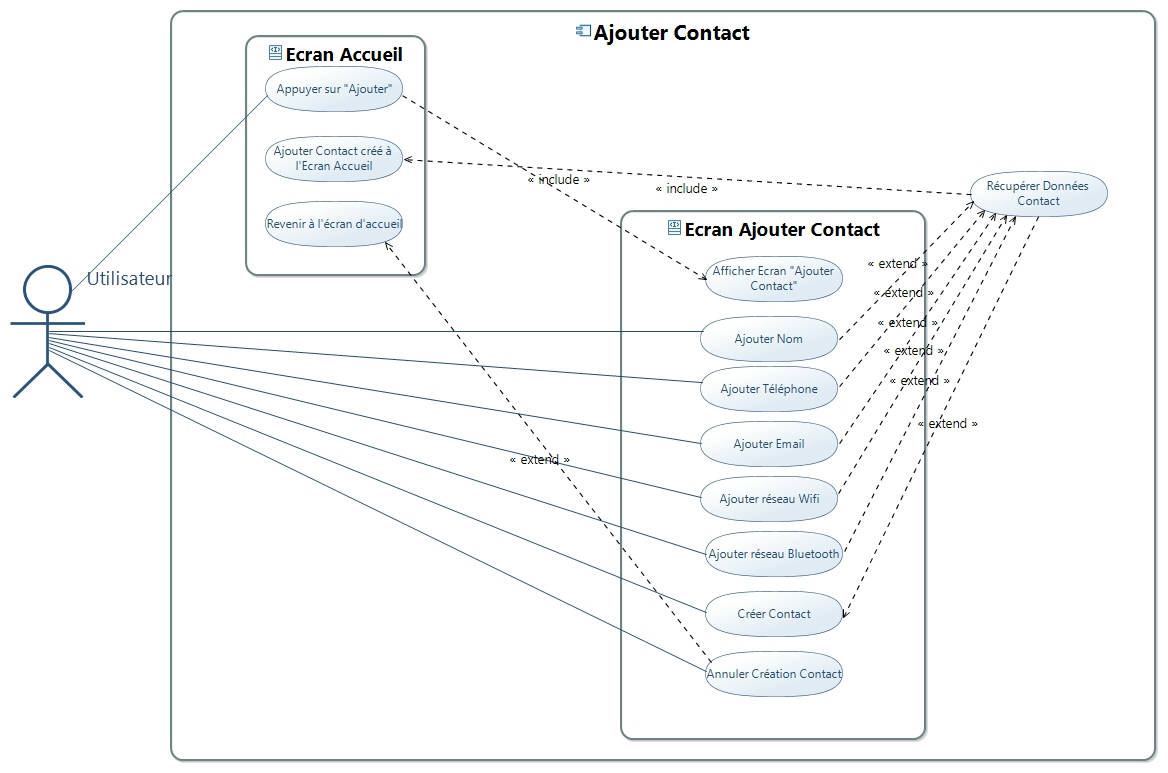 Ajouter Contact
Ecran Accueil
Appuyer sur "Ajouter"
Ajouter Contact créé à
l'Ecran Accueil
Revenir à l'écran d'accueil
« include »
« include »
Récupérer Données
Contact
Utilisateur
Ecran Ajouter Contact
Afficher Ecran "Ajouter
Contact"
« extend »
« extend »
« extend »
« extend »
« extend »
« extend »
« extend »
Ajouter Nom
Ajouter Téléphone
Ajouter Email
Ajouter réseau Wifi
Ajouter réseau Bluetooth
Créer Contact
Annuler Création Contact